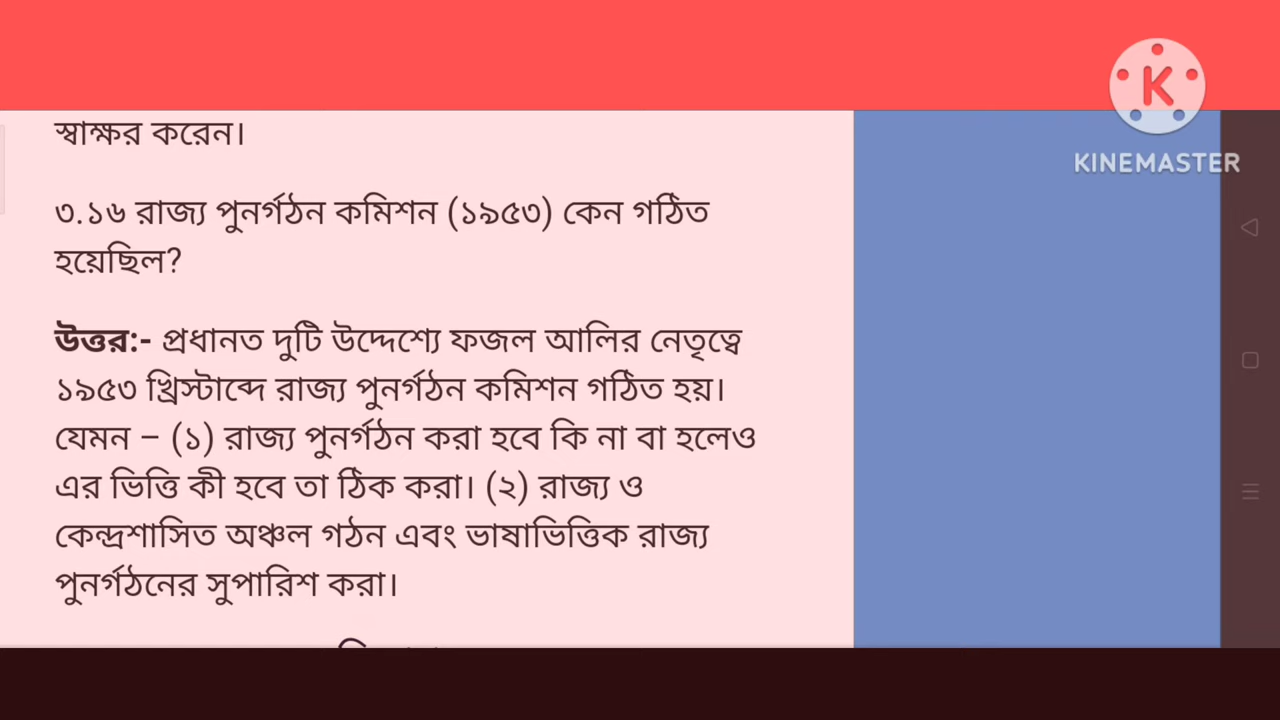 স্বাক্ষর করেন।
৩.১৬ রাজ্য পুনর্গঠন কমিশন (১৯৫৩) কেন গঠিত
হয়েছিল?
উত্তর:- প্রধানত দুটি উদ্দেশ্যে ফজল আলির নেতৃত্বে
১৯৫৩ খ্রিস্টাব্দে রাজ্য পুনর্গঠন কমিশন গঠিত হয়।
যেমন – (১) রাজ্য পুনর্গঠন করা হবে কি না বা হলেও
এর ভিত্তি কী হবে তা ঠিক করা। (২) রাজ্য ও
কেন্দ্রশাসিত অঞ্চল গঠন এবং ভাষাভিত্তিক রাজ্য
পুনর্গঠনের সুপারিশ করা।
K
KINEMASTER